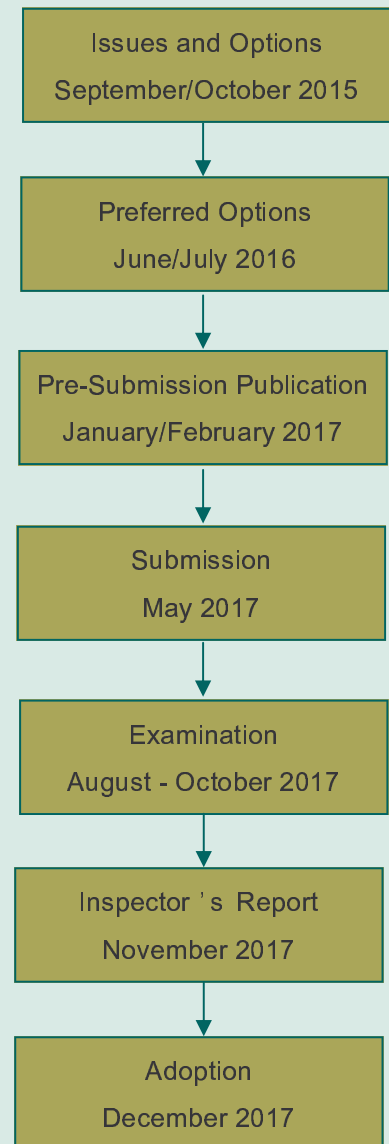 Issues and Options
September/October 2015
Preferred Options
June/July 2016
Pre-Submission Publication
January/February 2017
Submission
May 2017
Examination
August - October 2017
Inspector ’ s Report
November 2017
Adoption
December 2017